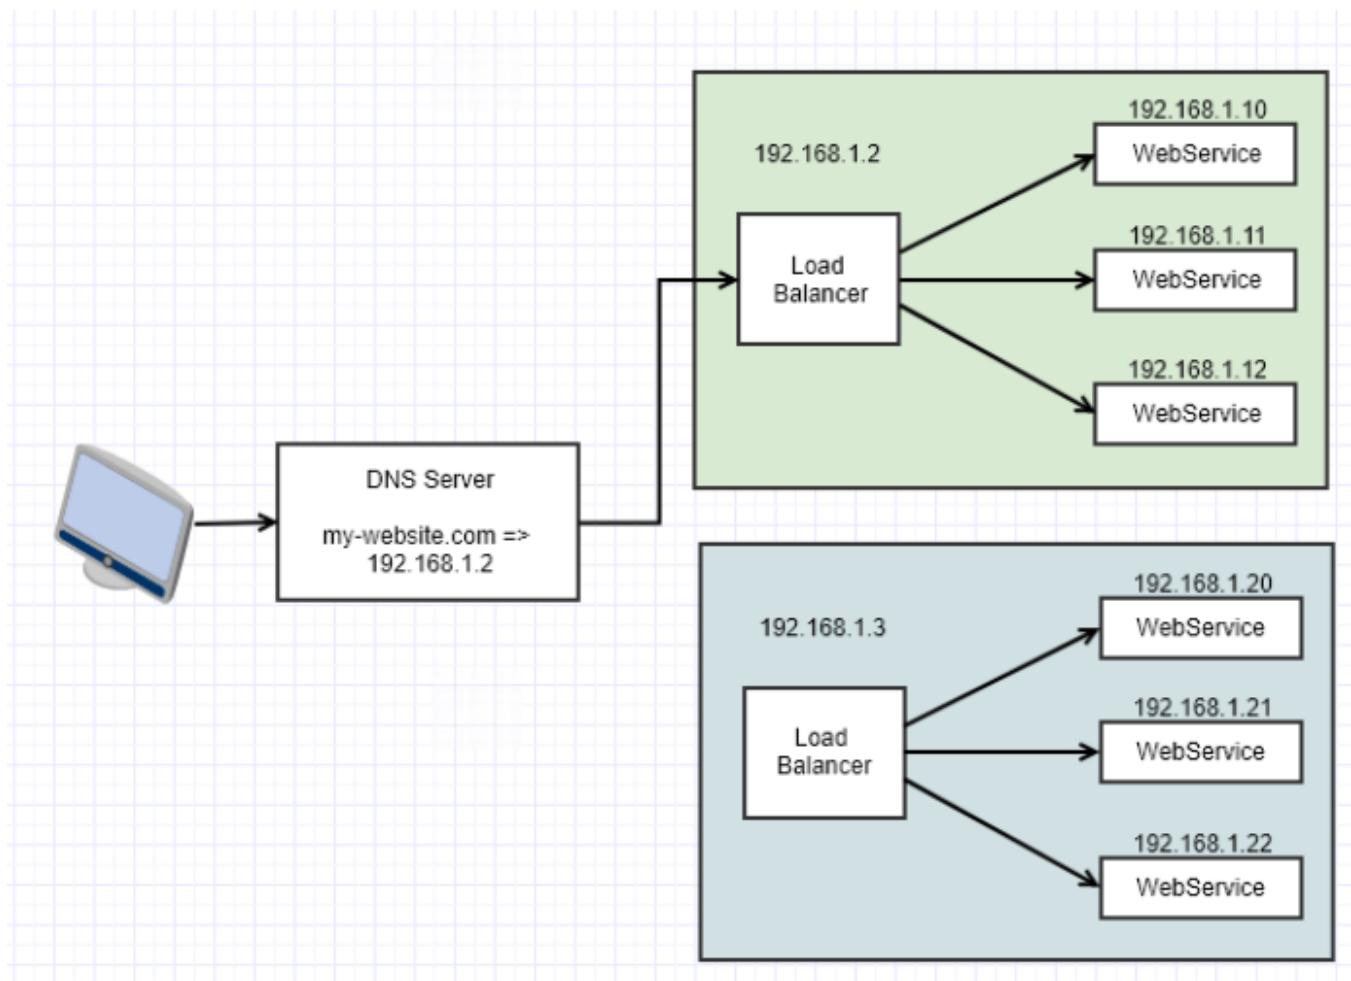 192.168.1.10
WebService
192.168.1.2
192.168.1.11
WebService
Load
Balancer
192.168.1.12
WebService
DNS Server
my-website.com =>
192.168.1.2
192.168.1.20
WebService
192.168.1.3
192.168.1.21
WebService
Load
Balancer
192.168.1.22
WebService